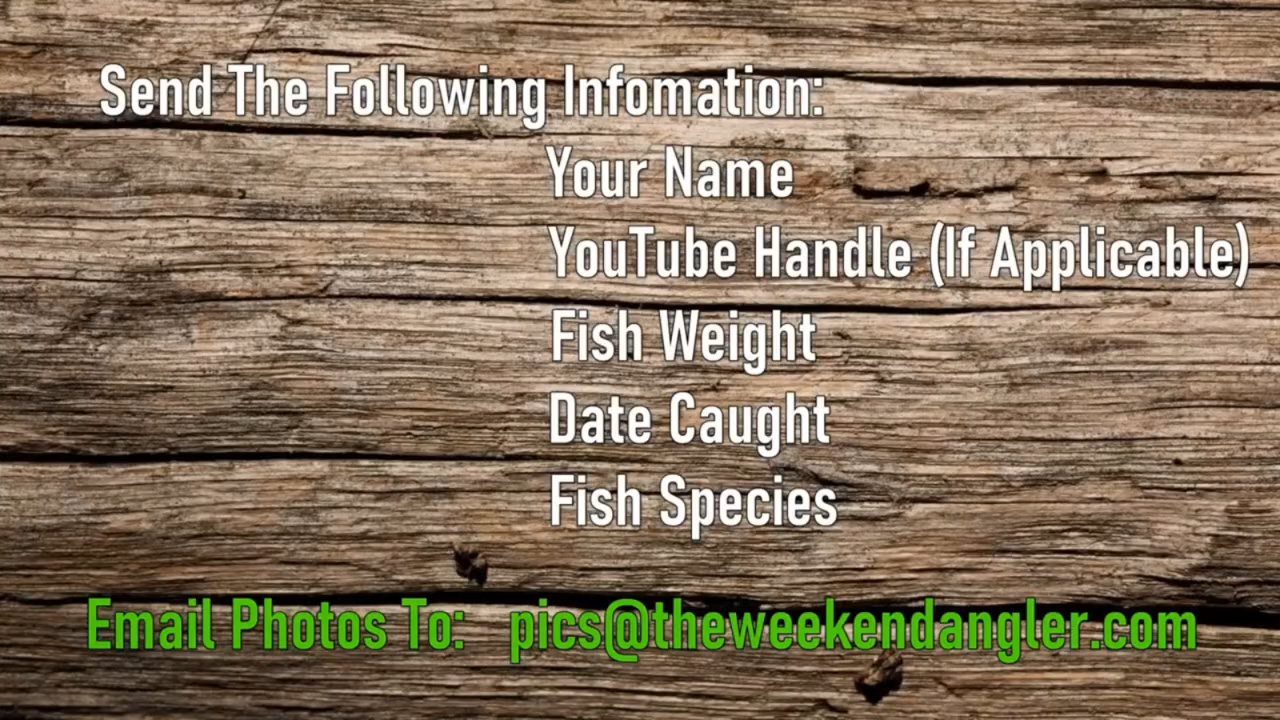 Send The Following Infomation:
Your Name
YouTube Handle (If Applicable)
Fish Weight
Date Caught
Fish Species
Email Photos To: pics@theweekendangler.com